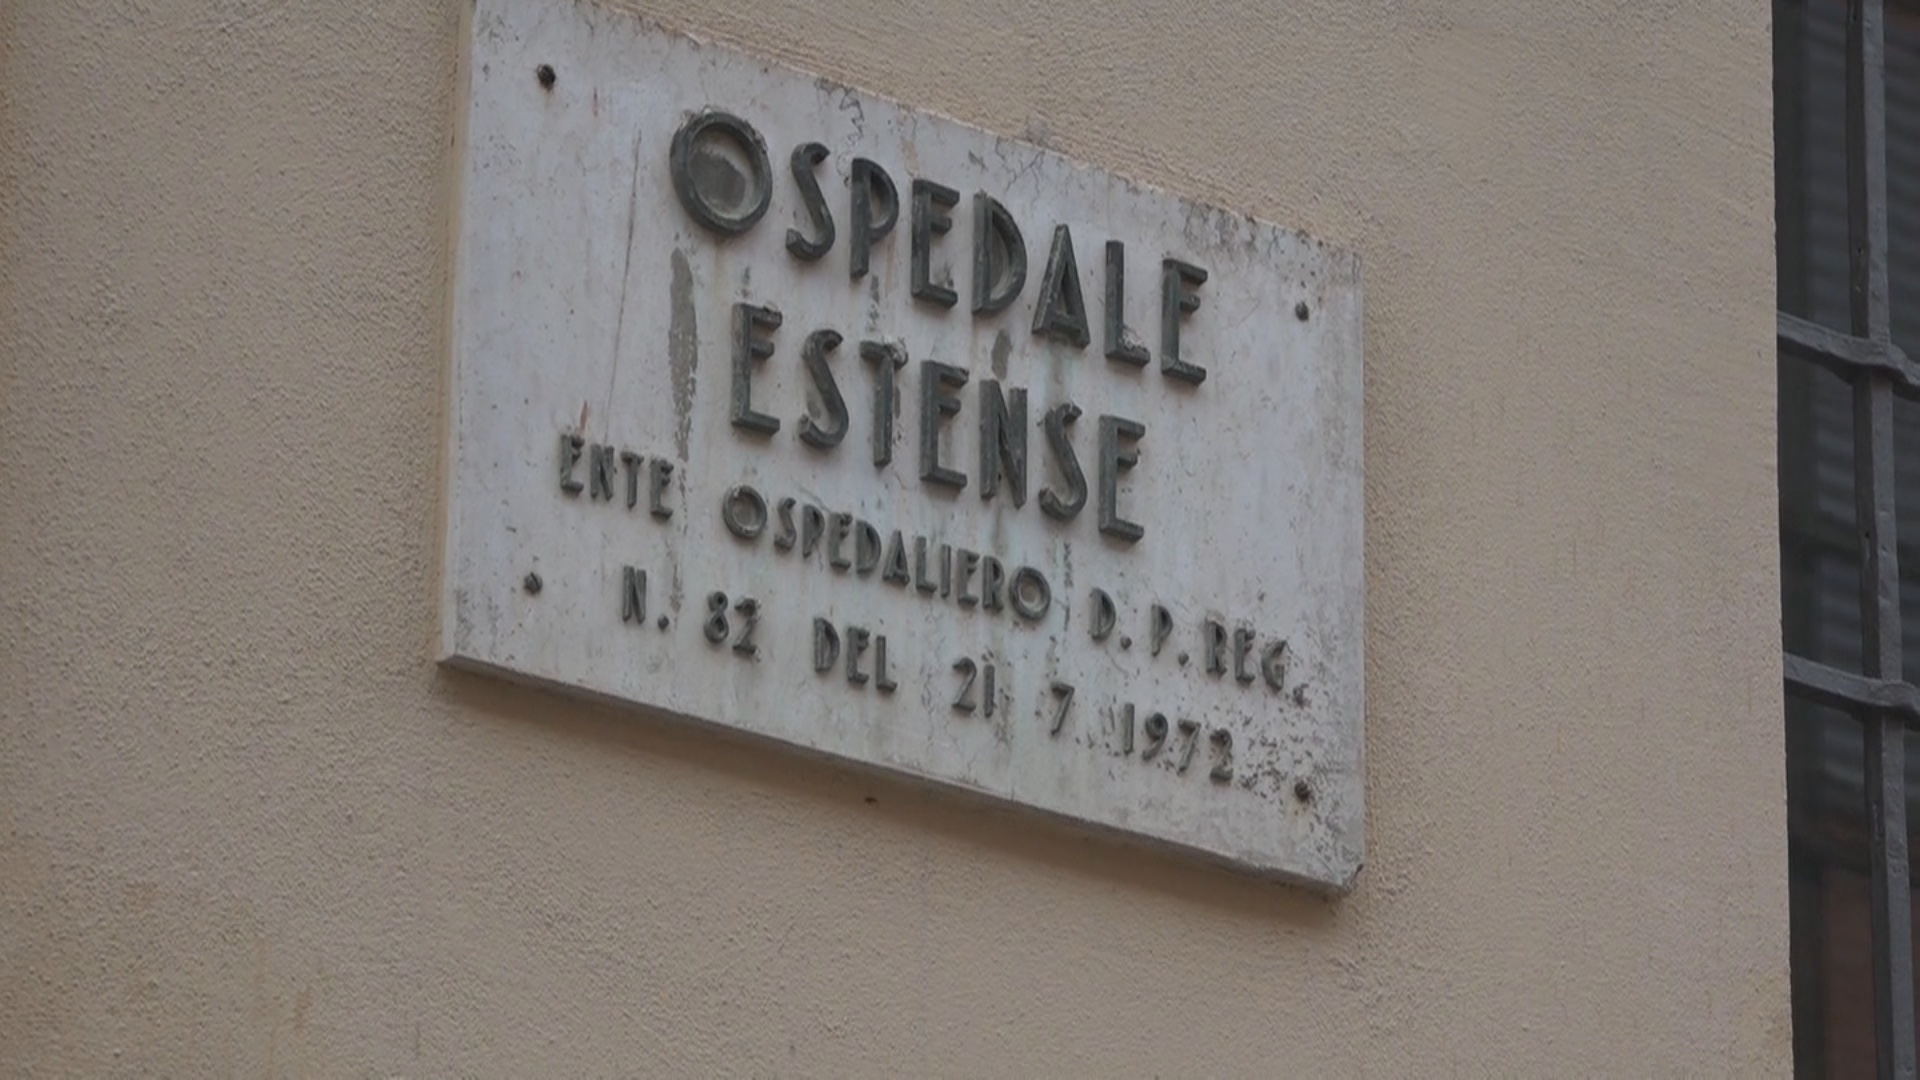 OSPEDALE
ESTENSE
ENTE OSPEDALIERO D.P.REG.
N. 82 DEL 21 7 1972